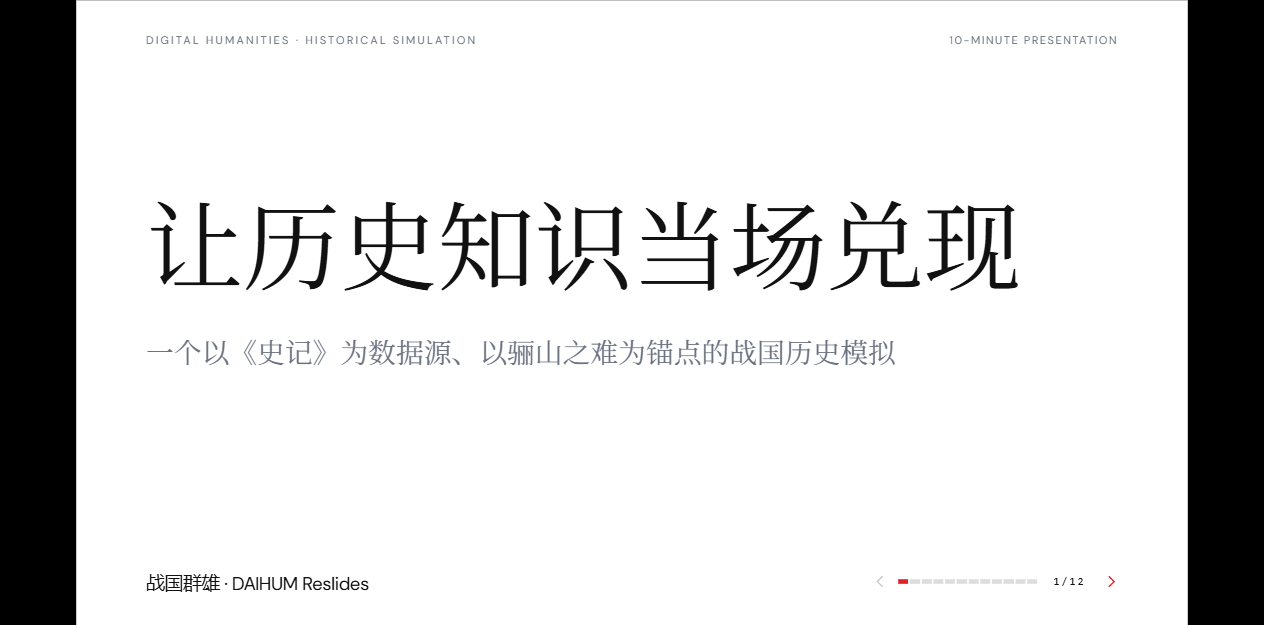 DIGITAL HUMANITIES · HISTORICAL SIMULATION
10-MINUTE PRESENTATION
让历史知识当场兑现
一个以《史记》为数据源、以骊山之难为锚点的战国历史模拟
战国群雄 · DAIHUM Reslides
1/12